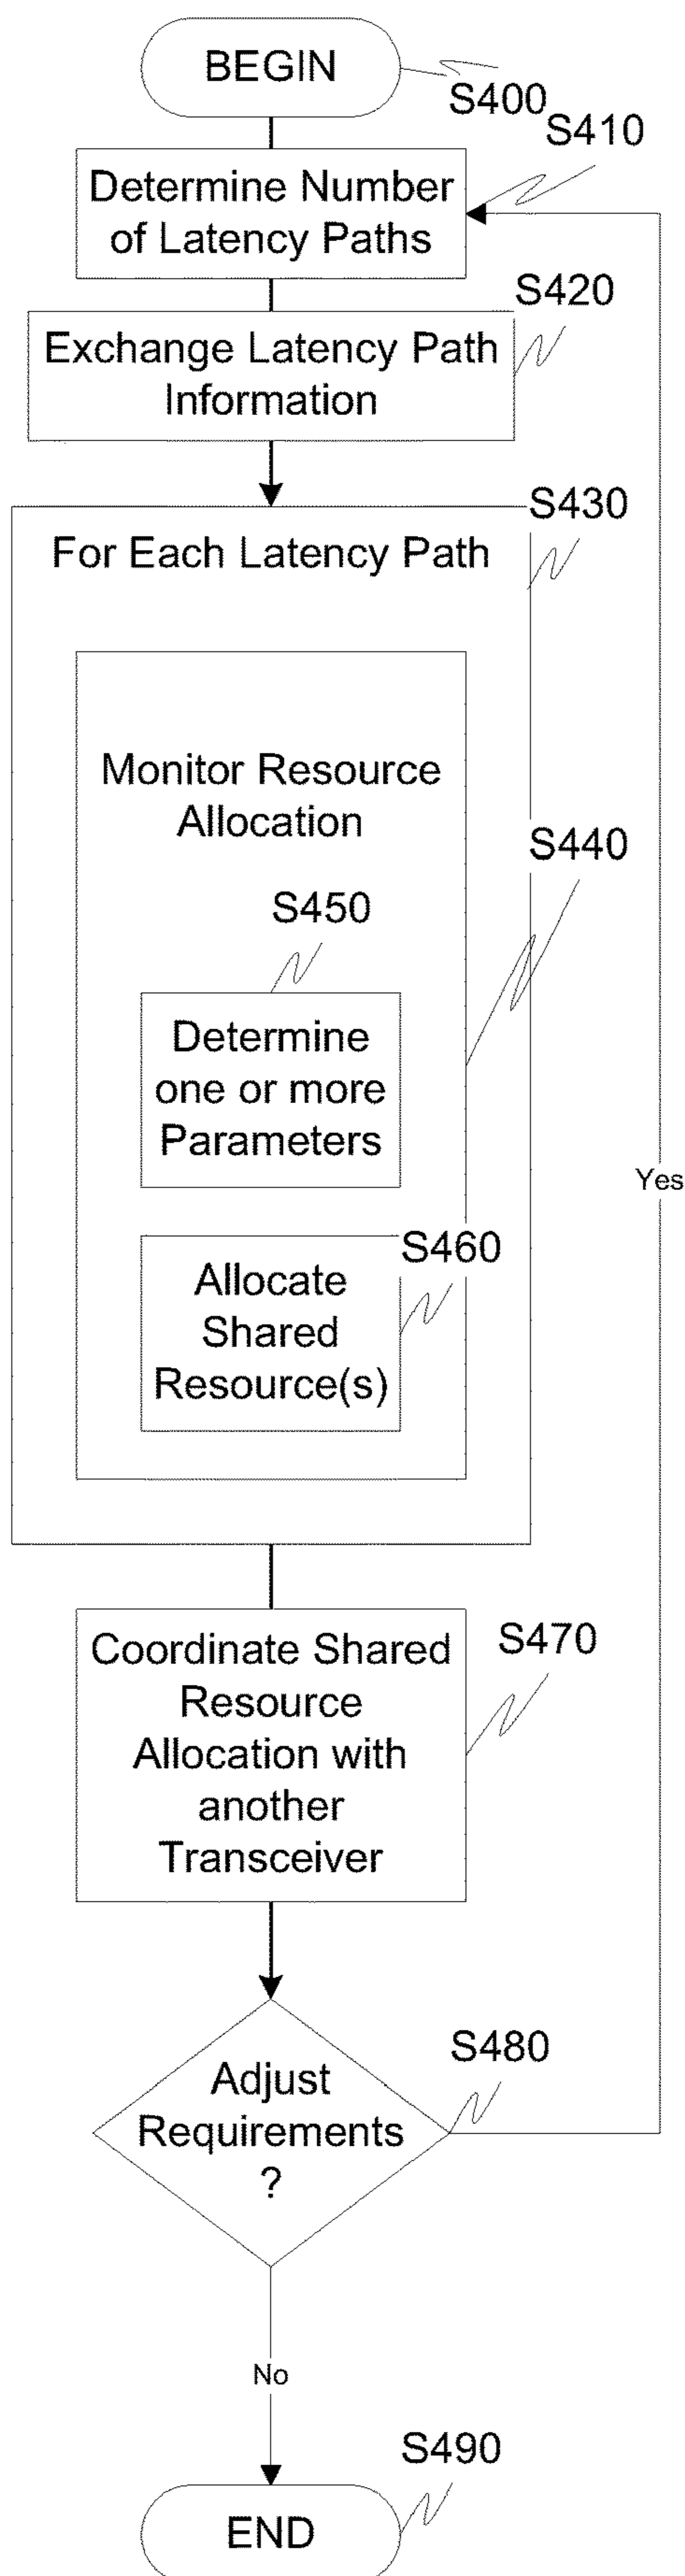 BEGIN
S400
S410
Determine Number
of Latency Paths
S420
Exchange Latency Path
Information
S430
For Each Latency Path
Monitor Resource
Allocation
S440
S450
Determine
one or more
Parameters
Yes
S460
Allocate
Shared
Resource(s)
S470
Coordinate Shared
Resource
Allocation with
another
Transceiver
S480
Adjust
Requirements
?
No
S490
END